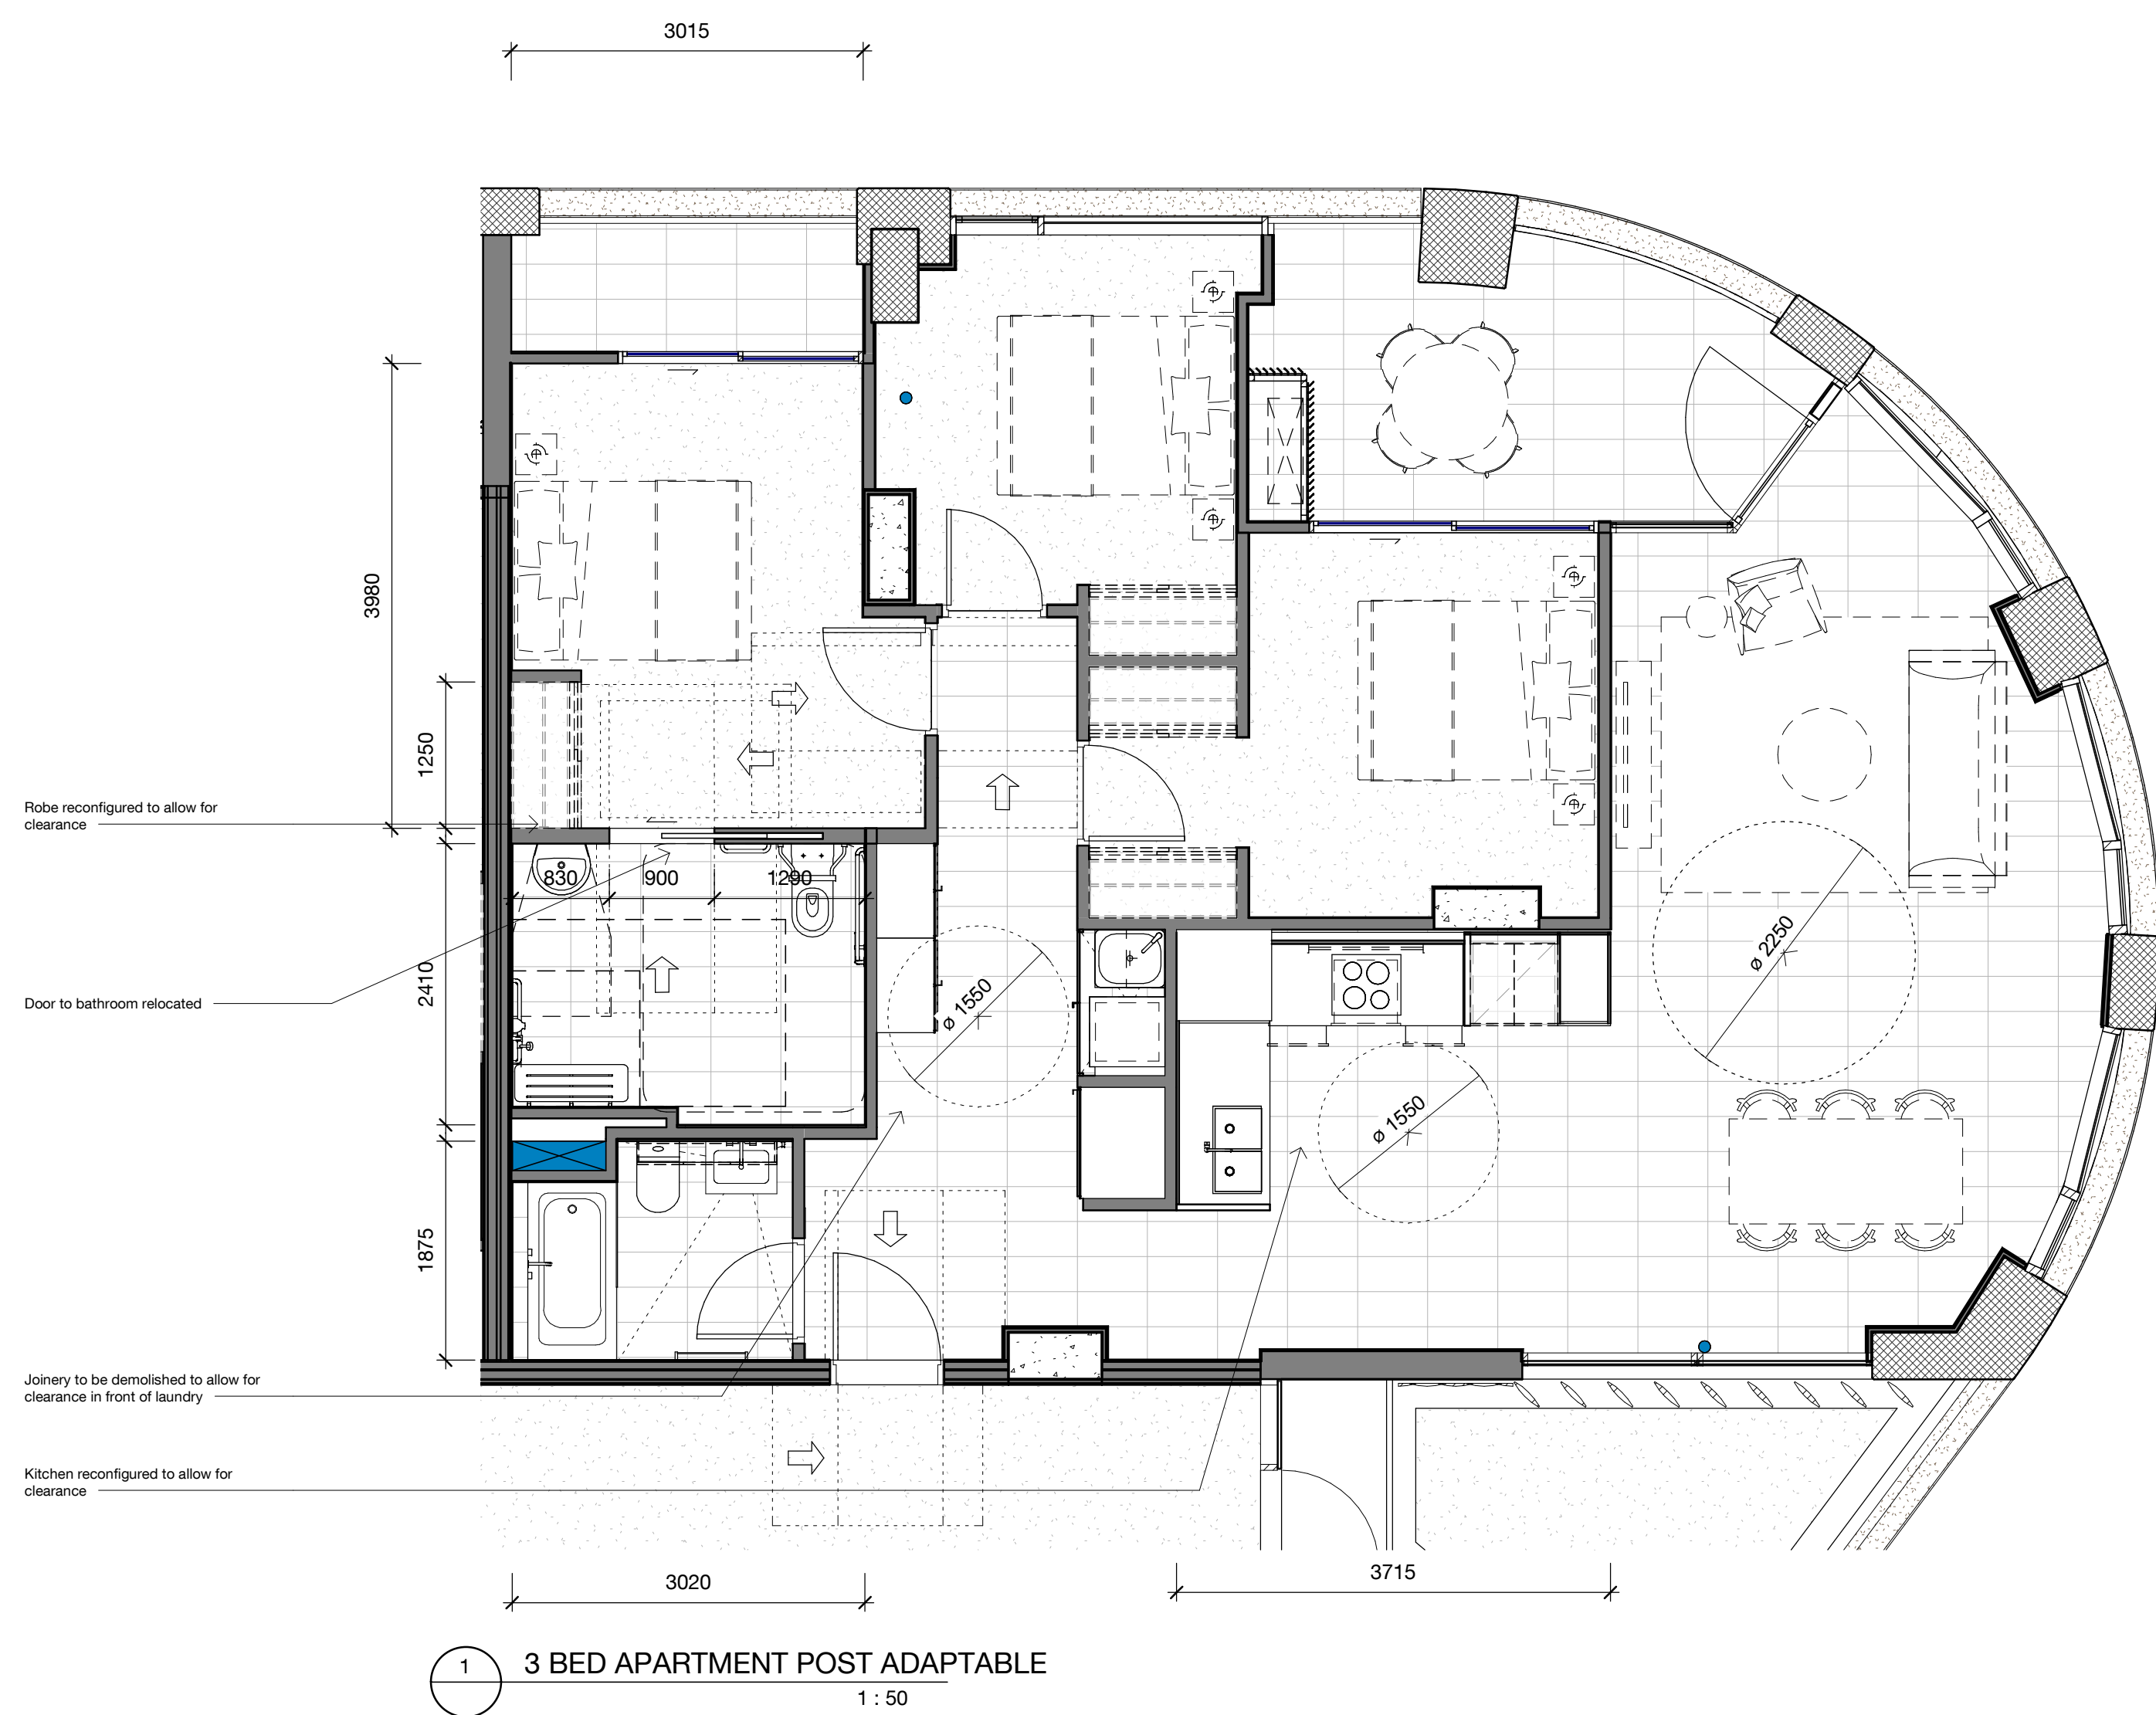 3015
3980
1250
Robe reconfigured to allow for
clearance
830
900
1290
2410
Door to bathroom relocated
ø 1550
ø 2250
ø 1550
1875
Joinery to be demolished to allow for
clearance in front of laundry
Kitchen reconfigured to allow for
clearance
3020
3715
1
3 BED APARTMENT POST ADAPTABLE
1 : 50